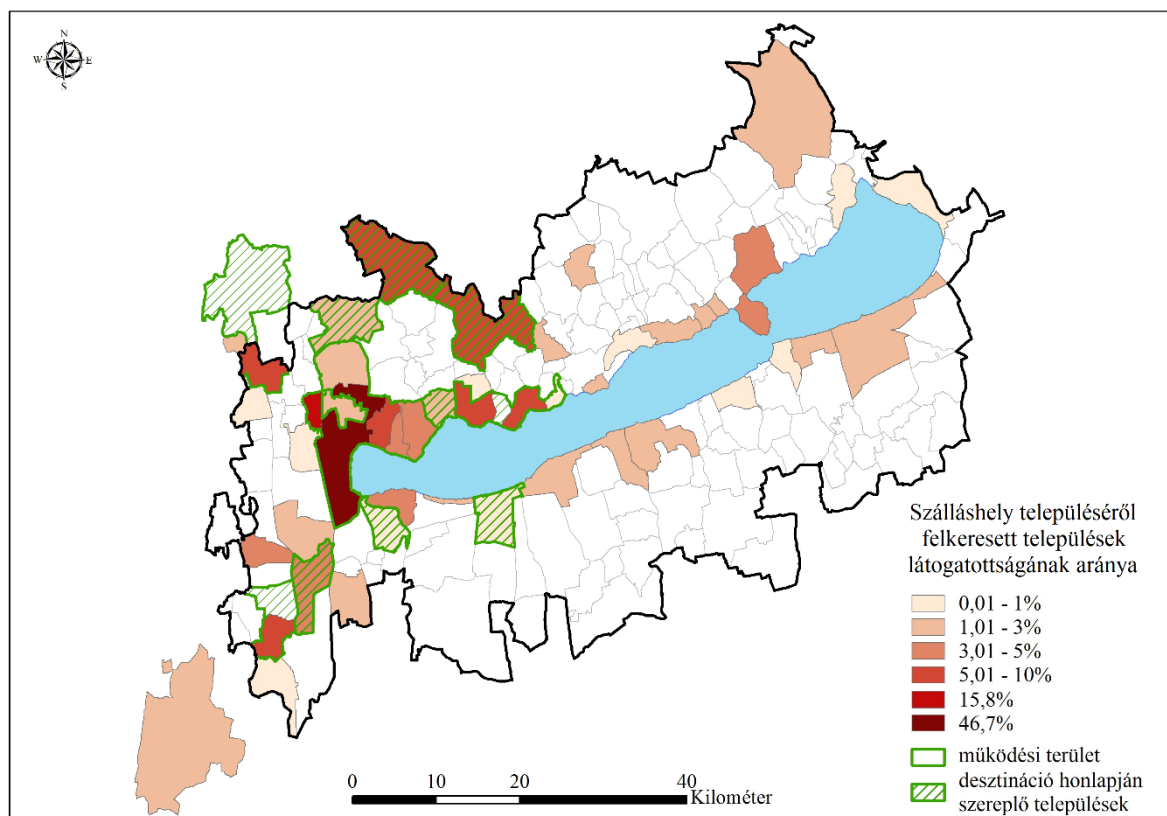 N
W E
S
Szálláshely településéről
felkeresett települések
látogatottságának aránya
0,01 - 1%
1,01 - 3%
3,01 - 5%
5,01 - 10%
15,8%
46,7%
működési terület
desztináció honlapján
szereplő települések
0 10 20 40
Kilométer